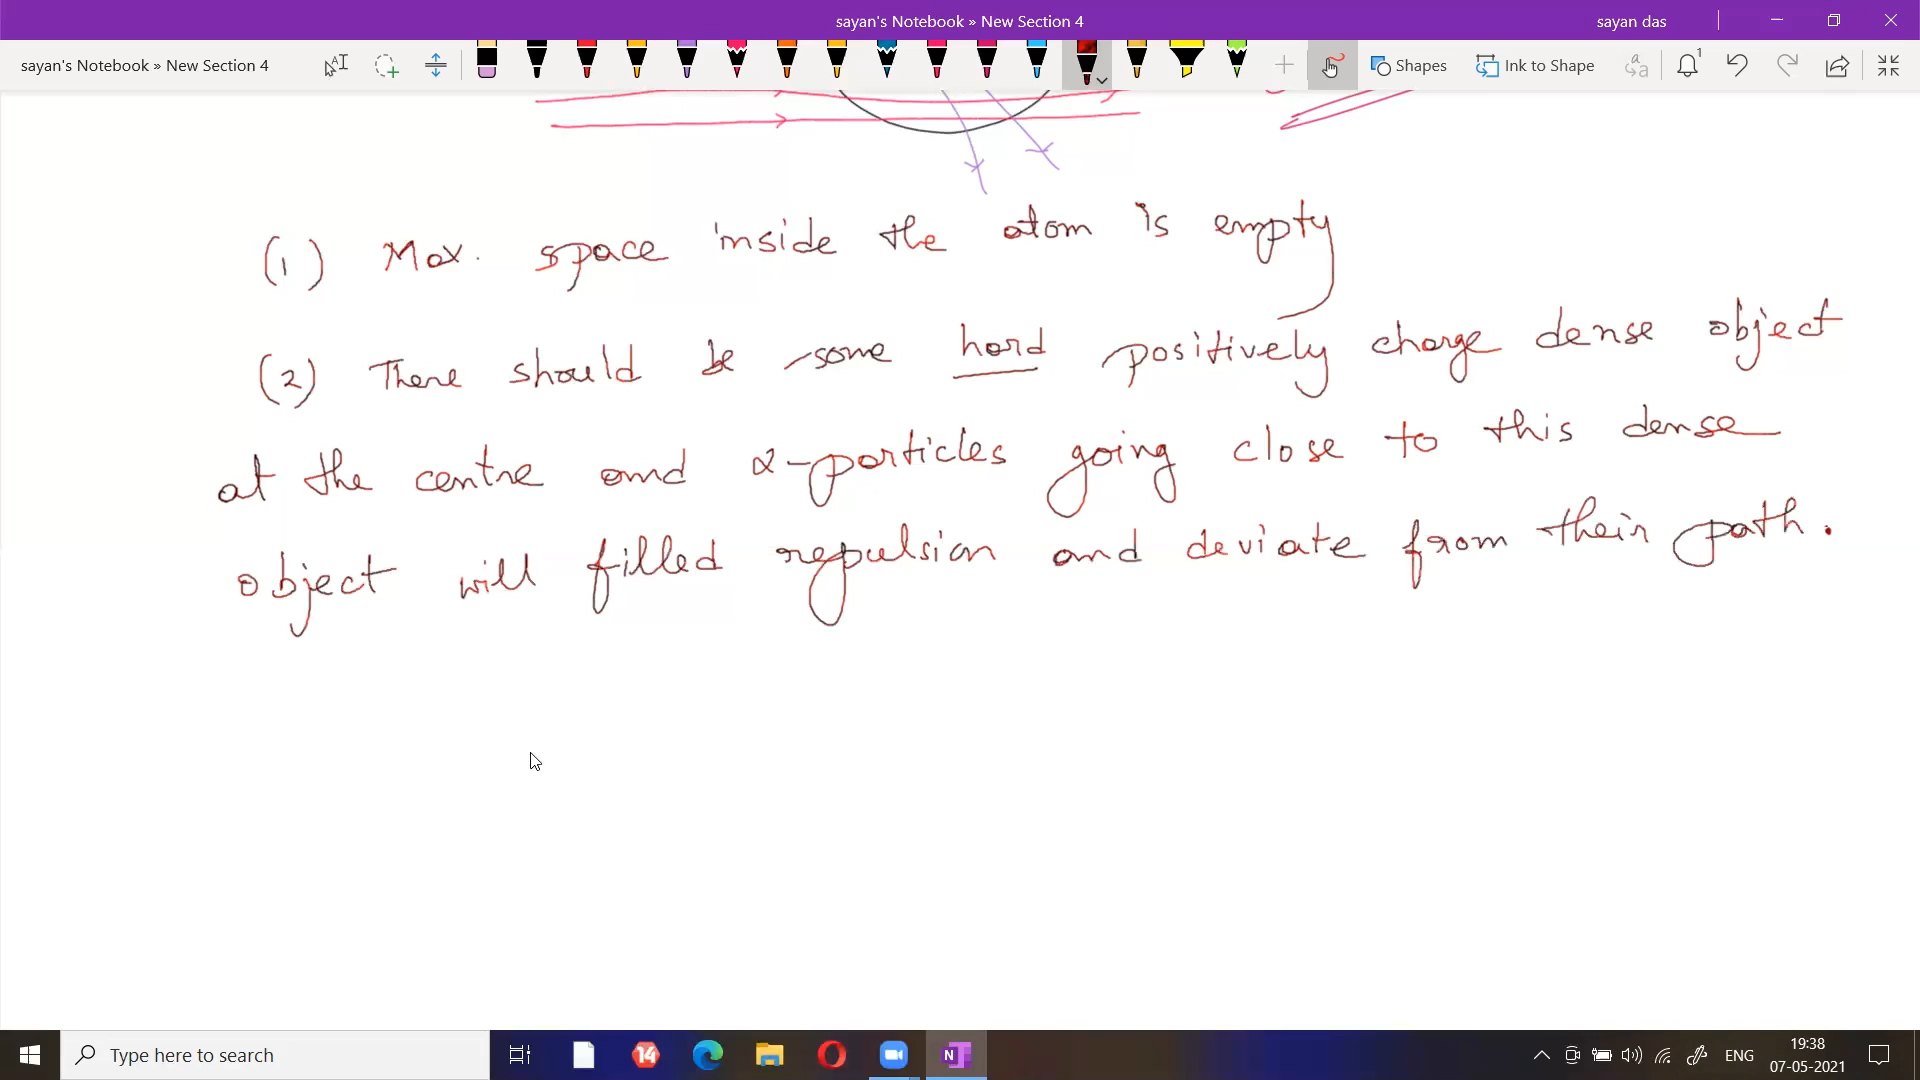 sayan's Notebook » New Section 4
sayan das
sayan's Notebook » New Section 4
Shapes
Ink to Shape
1
(1) Max. space inside the atom is empty
(2) There should be some hard positively charge dense object
at the centre and α-particles going close to this dense
object will filled repulsion and deviate from their path.
Type here to search
14
N
ENG
19:38
07-05-2021